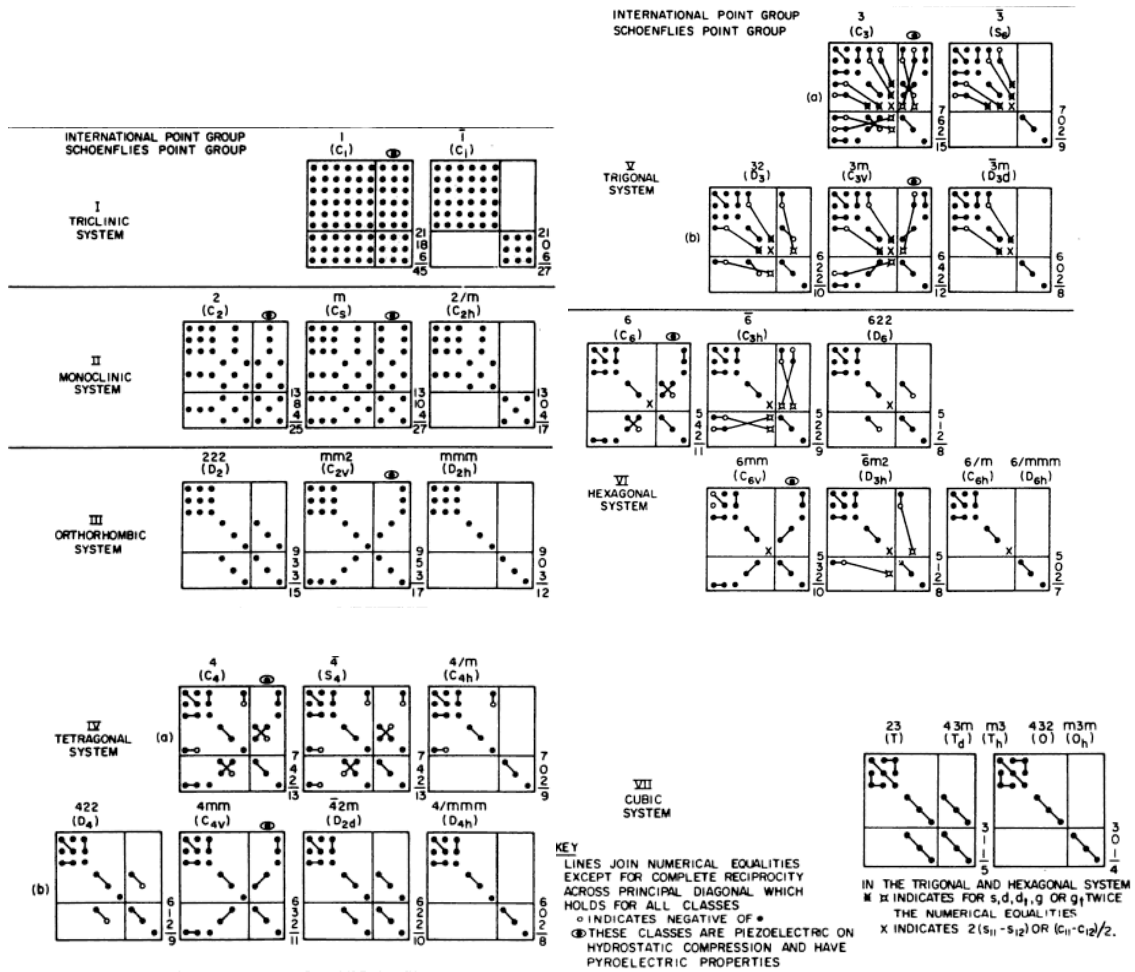 INTERNATIONAL POINT GROUP 1 1̄
SCHOENFLIES POINT GROUP (C₁) (Cᵢ)
I
TRICLINIC
SYSTEM
21 21
18 0
6 6
45 27
2 m 2/m
(C₂) (Cₛ) (C₂ₕ)
II
MONOCLINIC
SYSTEM
13 13 13
8 10 0
4 4 4
25 27 17
222 mm2 mmm
(D₂) (C₂ᵥ) (D₂ₕ)
III
ORTHORHOMBIC
SYSTEM
9 9 9
3 5 0
3 3 3
15 17 12
4 4̄ 4/m
(C₄) (S₄) (C₄ₕ)
IV
TETRAGONAL (a)
SYSTEM
7 7 7
4 4 0
2 2 2
13 13 9
422 4mm 4̄2m 4/mmm
(D₄) (C₄ᵥ) (D₂d) (D₄ₕ)
(b)
6 6 6 6
1 3 2 0
2 2 2 2
9 11 10 8
INTERNATIONAL POINT GROUP 3 3̄
SCHOENFLIES POINT GROUP (C₃) (S₆)
(a)
7 7
6 0
2 2
15 9
V
TRIGONAL
SYSTEM
32 3m 3̄m
(D₃) (C₃ᵥ) (D₃d)
(b)
6 6 6
2 4 0
2 2 2
10 12 8
6 6̄ 622
(C₆) (C₃ₕ) (D₆)
X X X
5 5 5
4 2 1
2 2 2
11 9 8
VI
HEXAGONAL
SYSTEM
6mm 6̄m2 6/m 6/mmm
(C₆ᵥ) (D₃ₕ) (C₆ₕ) (D₆ₕ)
X X X
5 5 5
3 1 0
2 2 2
10 8 7
VII
CUBIC
SYSTEM
23 43m m3 432 m3m
(T) (Td) (Tₕ) (O) (Oₕ)
3 3
1 0
1 1
5 4
KEY
LINES JOIN NUMERICAL EQUALITIES
EXCEPT FOR COMPLETE RECIPROCITY
ACROSS PRINCIPAL DIAGONAL WHICH
HOLDS FOR ALL CLASSES
○ INDICATES NEGATIVE OF ●
THESE CLASSES ARE PIEZOELECTRIC ON
HYDROSTATIC COMPRESSION AND HAVE
PYROELECTRIC PROPERTIES
IN THE TRIGONAL AND HEXAGONAL SYSTEM
INDICATES FOR s,d,dₜ,g OR gₜ TWICE
THE NUMERICAL EQUALITIES
X INDICATES 2(s₁₁-s₁₂) OR (c₁₁-c₁₂)/2.